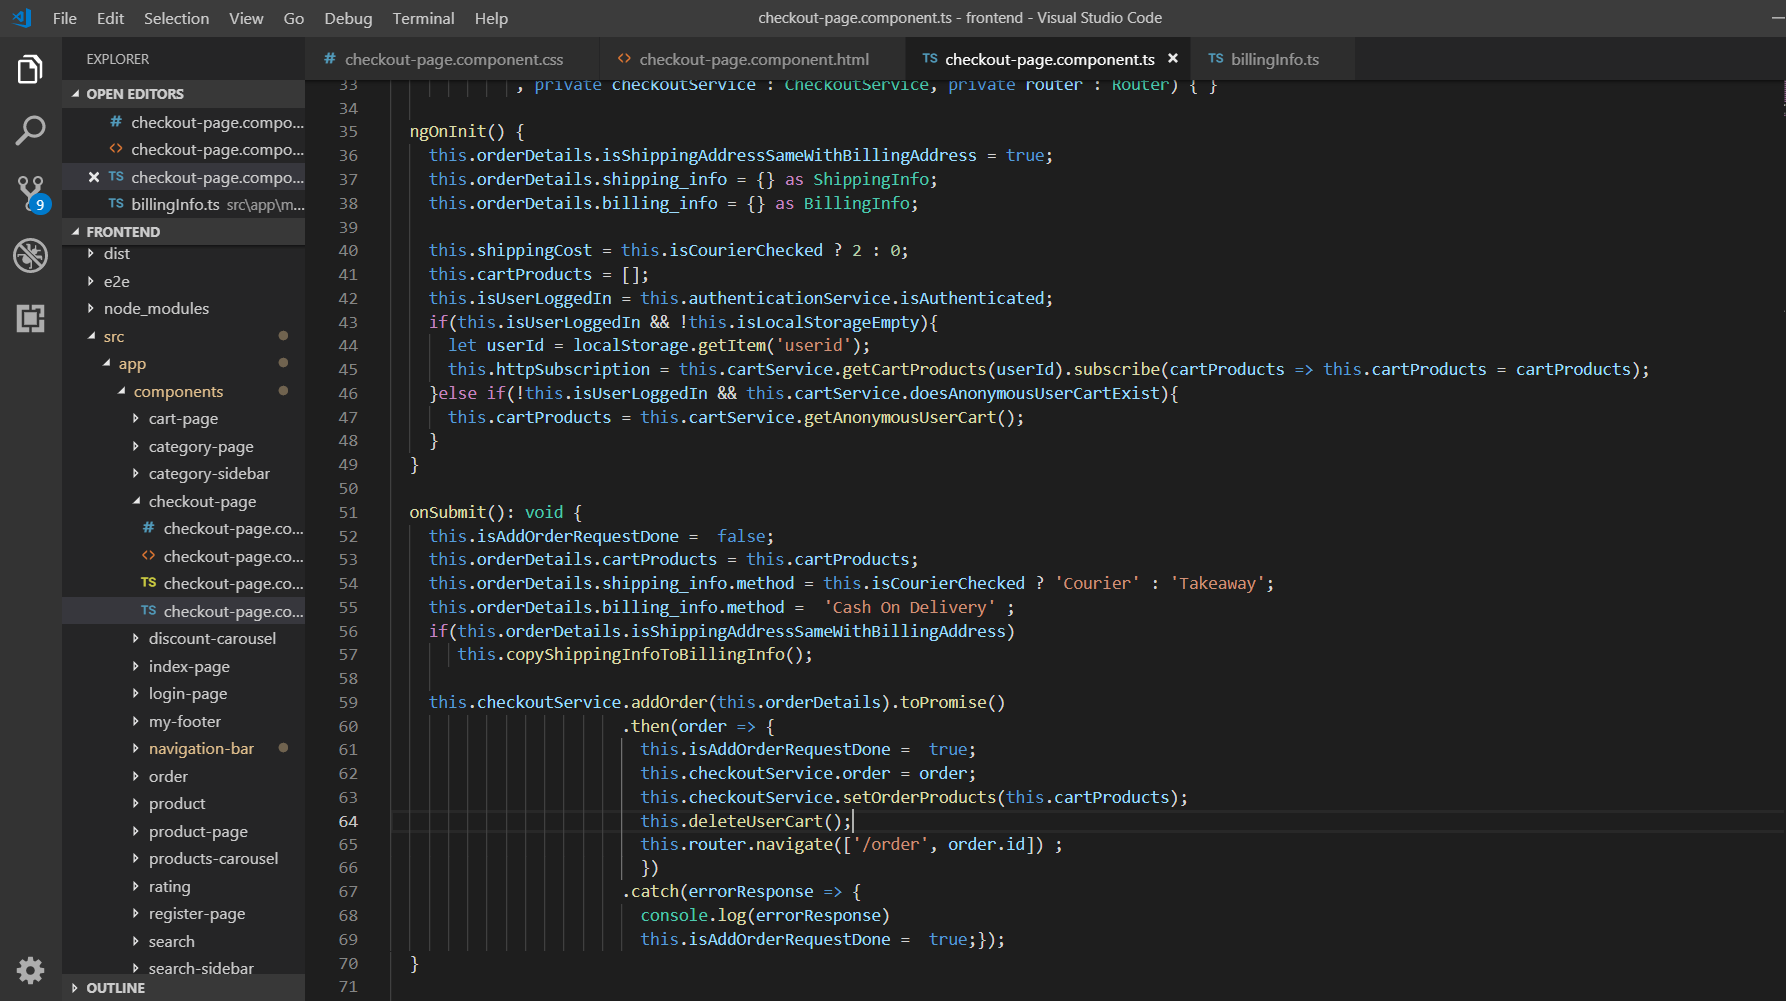 File Edit Selection View Go Debug Terminal Help
checkout-page.component.ts - frontend - Visual Studio Code
EXPLORER
# checkout-page.component.css
<> checkout-page.component.html
TS checkout-page.component.ts ×
TS billingInfo.ts
OPEN EDITORS
# checkout-page.compo...
<> checkout-page.compo...
× TS checkout-page.compo...
TS billingInfo.ts src\app\m...
9
FRONTEND
dist
e2e
node_modules
src
app
components
cart-page
category-page
category-sidebar
checkout-page
# checkout-page.co...
<> checkout-page.co...
TS checkout-page.co...
TS checkout-page.co...
discount-carousel
index-page
login-page
my-footer
navigation-bar
order
product
product-page
products-carousel
rating
register-page
search
search-sidebar
OUTLINE
33 , private checkoutService : CheckoutService, private router : Router) { }
34
35 ngOnInit() {
36 this.orderDetails.isShippingAddressSameWithBillingAddress = true;
37 this.orderDetails.shipping_info = {} as ShippingInfo;
38 this.orderDetails.billing_info = {} as BillingInfo;
39
40 this.shippingCost = this.isCourierChecked ? 2 : 0;
41 this.cartProducts = [];
42 this.isUserLoggedIn = this.authenticationService.isAuthenticated;
43 if(this.isUserLoggedIn && !this.isLocalStorageEmpty){
44 let userId = localStorage.getItem('userid');
45 this.httpSubscription = this.cartService.getCartProducts(userId).subscribe(cartProducts => this.cartProducts = cartProducts);
46 }else if(!this.isUserLoggedIn && this.cartService.doesAnonymousUserCartExist){
47 this.cartProducts = this.cartService.getAnonymousUserCart();
48 }
49 }
50
51 onSubmit(): void {
52 this.isAddOrderRequestDone =  false;
53 this.orderDetails.cartProducts = this.cartProducts;
54 this.orderDetails.shipping_info.method = this.isCourierChecked ? 'Courier' : 'Takeaway';
55 this.orderDetails.billing_info.method =  'Cash On Delivery' ;
56 if(this.orderDetails.isShippingAddressSameWithBillingAddress)
57 this.copyShippingInfoToBillingInfo();
58
59 this.checkoutService.addOrder(this.orderDetails).toPromise()
60 .then(order => {
61 this.isAddOrderRequestDone =  true;
62 this.checkoutService.order = order;
63 this.checkoutService.setOrderProducts(this.cartProducts);
64 this.deleteUserCart();
65 this.router.navigate(['/order', order.id]) ;
66 })
67 .catch(errorResponse => {
68 console.log(errorResponse)
69 this.isAddOrderRequestDone =  true;});
70 }
71